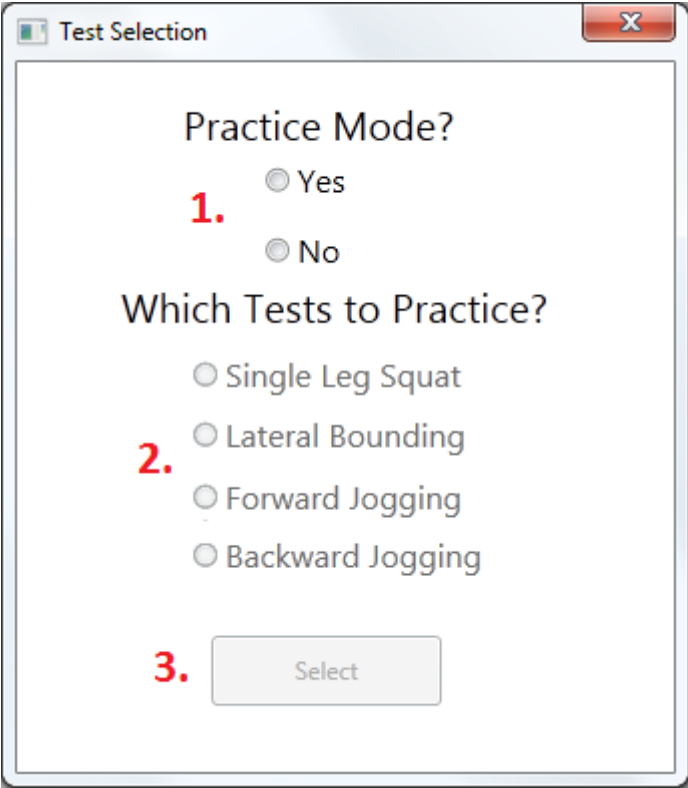 Test Selection
Practice Mode?
Yes
1.
No
Which Tests to Practice?
Single Leg Squat
Lateral Bounding
2.
Forward Jogging
Backward Jogging
3. Select